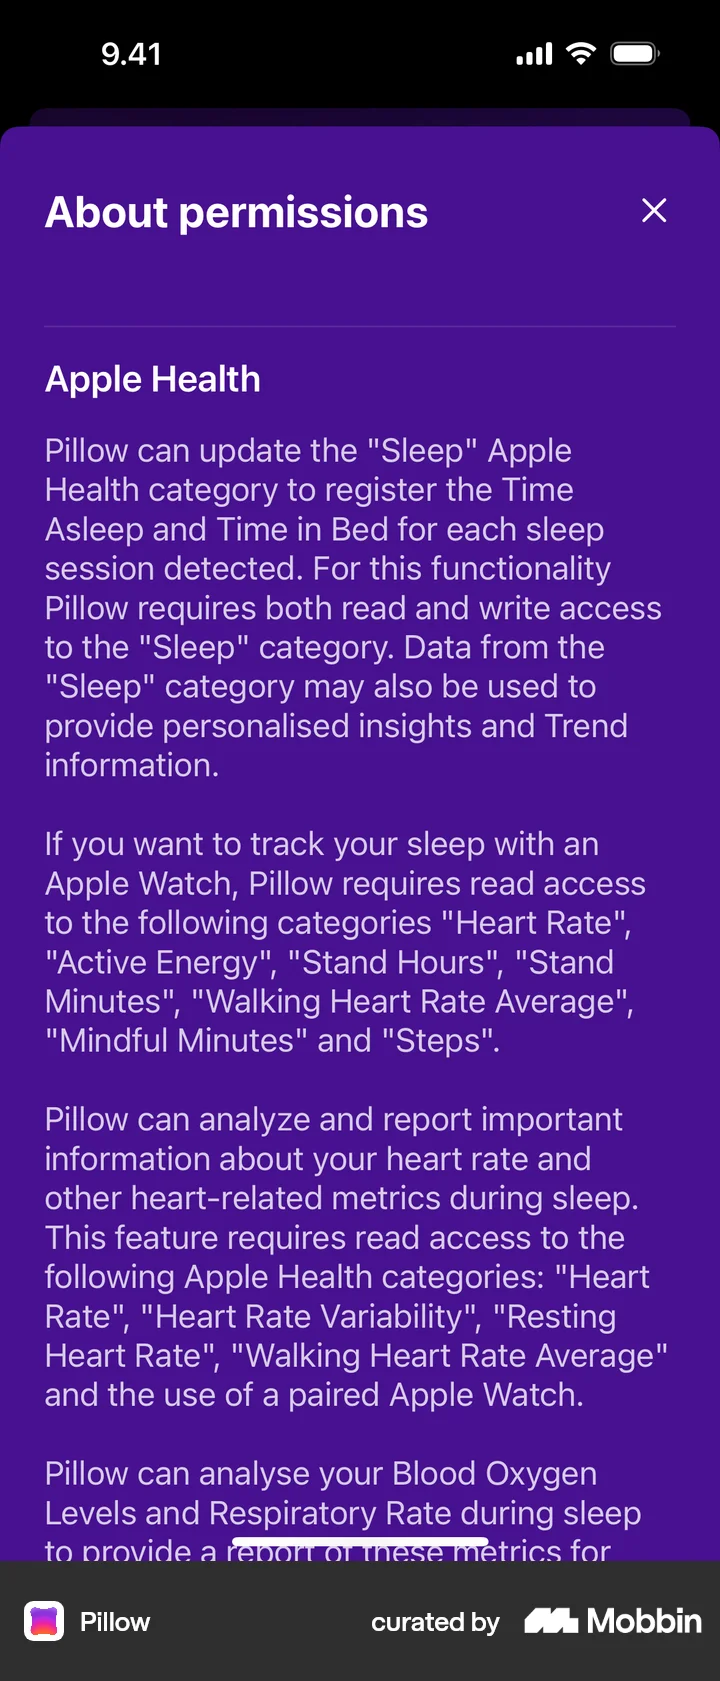 9.41
About permissions
Apple Health
Pillow can update the "Sleep" Apple
Health category to register the Time
Asleep and Time in Bed for each sleep
session detected. For this functionality
Pillow requires both read and write access
to the "Sleep" category. Data from the
"Sleep" category may also be used to
provide personalised insights and Trend
information.
If you want to track your sleep with an
Apple Watch, Pillow requires read access
to the following categories "Heart Rate",
"Active Energy", "Stand Hours", "Stand
Minutes", "Walking Heart Rate Average",
"Mindful Minutes" and "Steps".
Pillow can analyze and report important
information about your heart rate and
other heart-related metrics during sleep.
This feature requires read access to the
following Apple Health categories: "Heart
Rate", "Heart Rate Variability", "Resting
Heart Rate", "Walking Heart Rate Average"
and the use of a paired Apple Watch.
Pillow can analyse your Blood Oxygen
Levels and Respiratory Rate during sleep
to provide a report of these metrics for
Pillow
curated by Mobbin